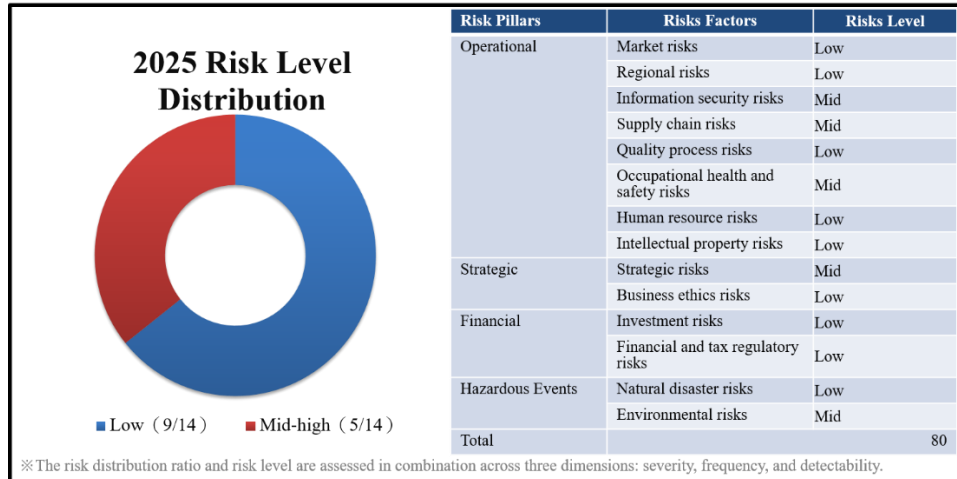 2025 Risk Level
Distribution
Low（9/14） Mid-high（5/14）
Risk Pillars Risks Factors Risks Level
Operational Market risks Low
Regional risks Low
Information security risks Mid
Supply chain risks Mid
Quality process risks Low
Occupational health and
safety risks Mid
Human resource risks Low
Intellectual property risks Low
Strategic Strategic risks Mid
Business ethics risks Low
Financial Investment risks Low
Financial and tax regulatory
risks Low
Hazardous Events Natural disaster risks Low
Environmental risks Mid
Total 80
※The risk distribution ratio and risk level are assessed in combination across three dimensions: severity, frequency, and detectability.